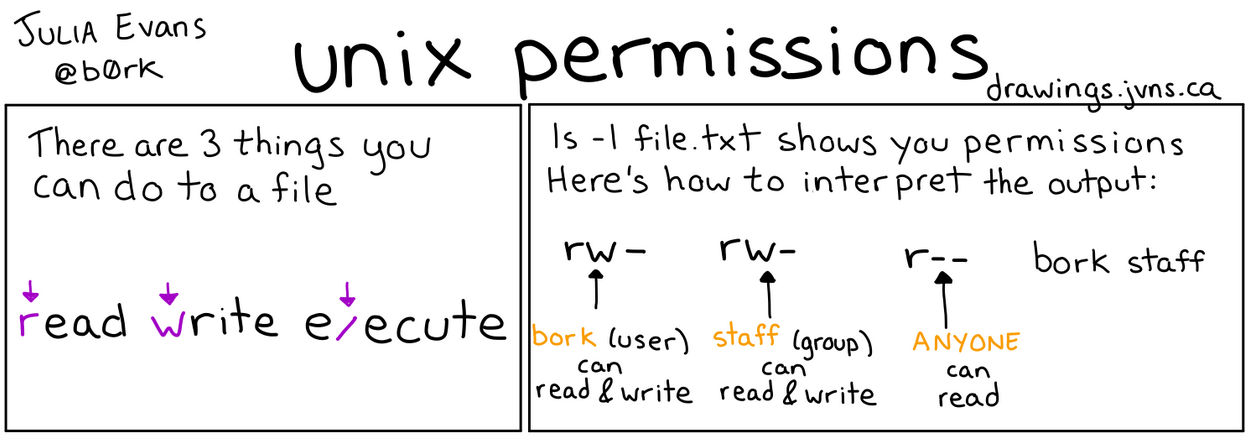 JULIA Evans
@b0rk
unix permissions
drawings.jvns.ca
There are 3 things you
can do to a file
read write e/ecute
ls -l file.txt shows you permissions
Here's how to interpret the output:
rw- rw- r-- bork staff
bork (user) staff (group) ANYONE
can can can
read & write read & write read